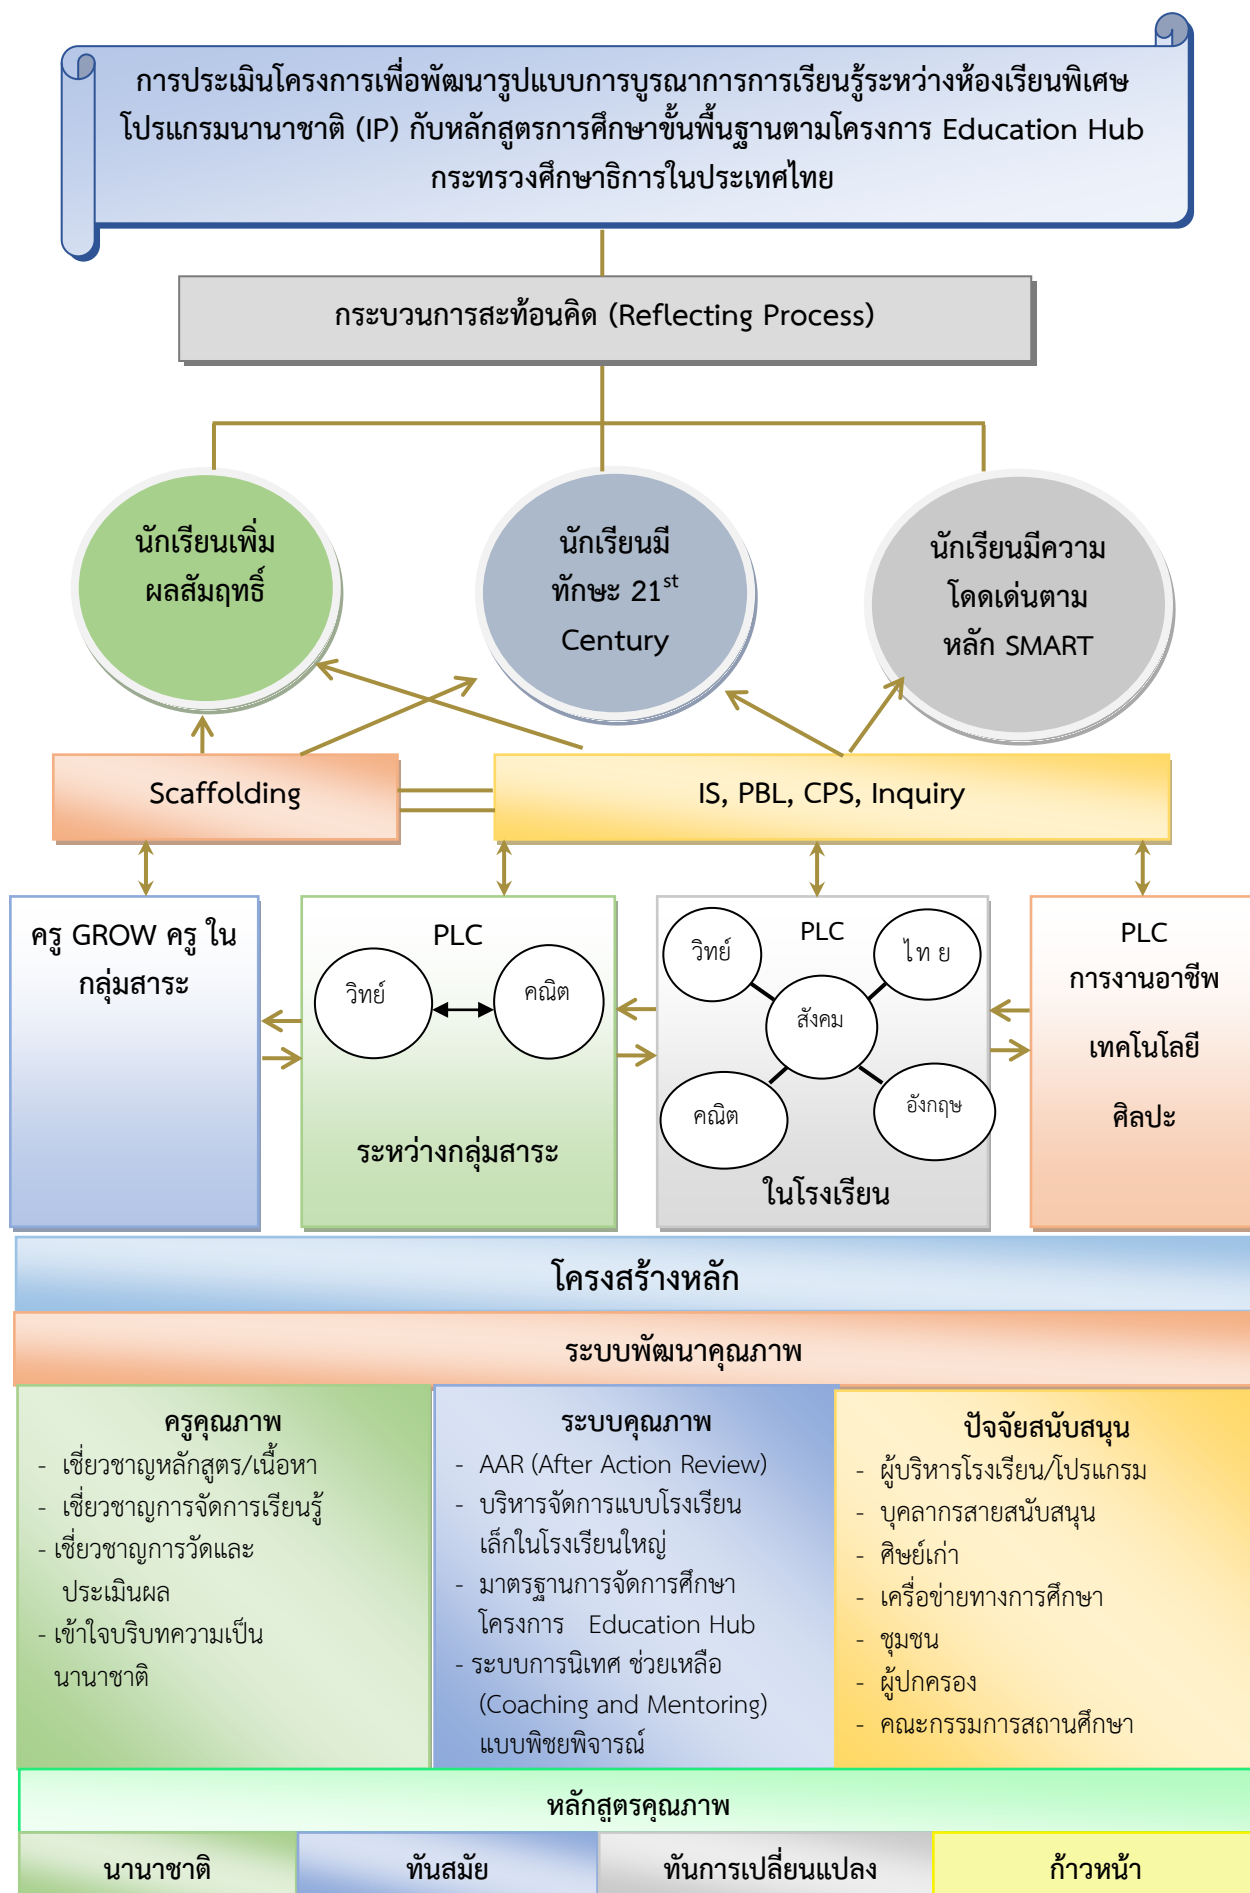 การประเมินโครงการเพื่อพัฒนารูปแบบการบูรณาการการเรียนรู้ระหว่างห้องเรียนพิเศษ
โปรแกรมนานาชาติ (IP) กับหลักสูตรการศึกษาขั้นพื้นฐานตามโครงการ Education Hub
กระทรวงศึกษาธิการในประเทศไทย
กระบวนการสะท้อนคิด (Reflecting Process)
นักเรียนเพิ่ม
ผลสัมฤทธิ์
นักเรียนมี
ทักษะ 21st
Century
นักเรียนมีความ
โดดเด่นตาม
หลัก SMART
Scaffolding
IS, PBL, CPS, Inquiry
ครู GROW ครู ใน
กลุ่มสาระ
PLC
วิทย์
คณิต
ระหว่างกลุ่มสาระ
PLC
วิทย์
ไท ย
สังคม
คณิต
อังกฤษ
ในโรงเรียน
PLC
การงานอาชีพ
เทคโนโลยี
ศิลปะ
โครงสร้างหลัก
ระบบพัฒนาคุณภาพ
ครูคุณภาพ
- เชี่ยวชาญหลักสูตร/เนื้อหา
- เชี่ยวชาญการจัดการเรียนรู้
- เชี่ยวชาญการวัดและ
ประเมินผล
- เข้าใจบริบทความเป็น
นานาชาติ
ระบบคุณภาพ
- AAR (After Action Review)
- บริหารจัดการแบบโรงเรียน
เล็กในโรงเรียนใหญ่
- มาตรฐานการจัดการศึกษา
โครงการ Education Hub
- ระบบการนิเทศ ช่วยเหลือ
(Coaching and Mentoring)
แบบพิชยพิจารณ์
ปัจจัยสนับสนุน
- ผู้บริหารโรงเรียน/โปรแกรม
- บุคลากรสายสนับสนุน
- ศิษย์เก่า
- เครื่อข่ายทางการศึกษา
- ชุมชน
- ผู้ปกครอง
- คณะกรรมการสถานศึกษา
หลักสูตรคุณภาพ
นานาชาติ
ทันสมัย
ทันการเปลี่ยนแปลง
ก้าวหน้า